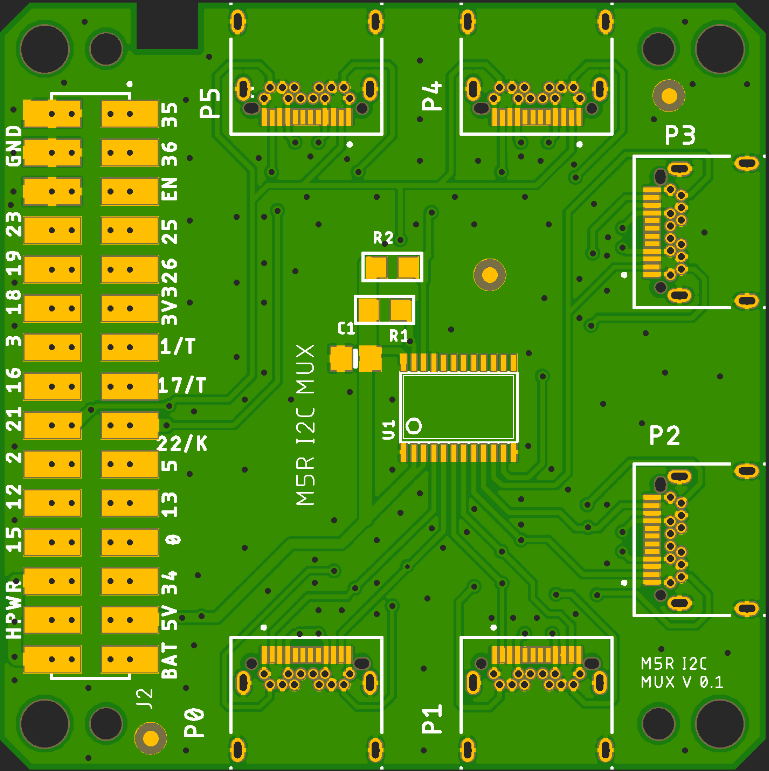 P5
P4
P3
GND
35
36
EN
23
25
19
3V3
26
18
3
1/T
16
17/T
21
22/K
2
5
12
13
15
0
HPWR
34
5V
BAT
J2
R2
C1
R1
U1
M5R I2C MUX
P2
P0
P1
M5R I2C
MUX V 0.1